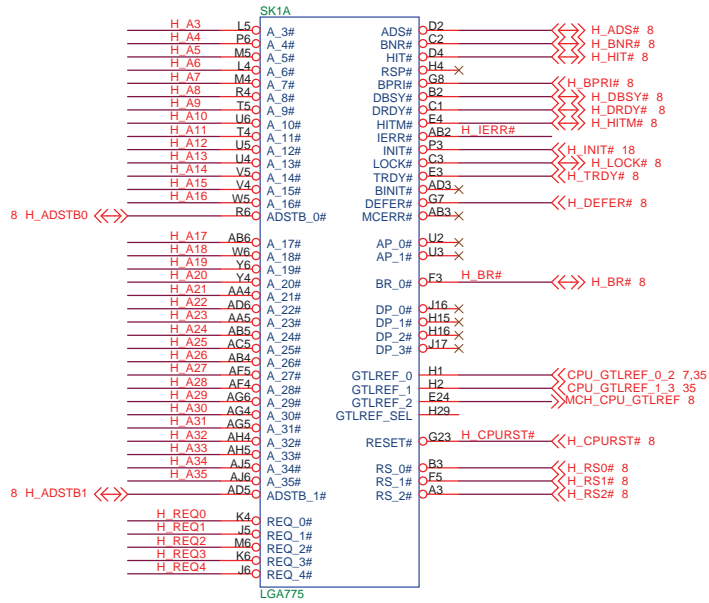 SK1A
H_A3 L5 A_3# ADS# D2 H_ADS# 8
H_A4 P6 A_4# BNR# C2 H_BNR# 8
H_A5 M5 A_5# HIT# D4 H_HIT# 8
H_A6 L4 A_6# RSP# H4
H_A7 M4 A_7# BPRI# G8 H_BPRI# 8
H_A8 R4 A_8# DBSY# B2 H_DBSY# 8
H_A9 T5 A_9# DRDY# C1 H_DRDY# 8
H_A10 U6 A_10# HITM# E4 H_HITM# 8
H_A11 T4 A_11# IERR# AB2 H_IERR#
H_A12 U5 A_12# INIT# P3 H_INIT# 18
H_A13 U4 A_13# LOCK# C3 H_LOCK# 8
H_A14 V5 A_14# TRDY# E3 H_TRDY# 8
H_A15 V4 A_15# BINIT# AD3
H_A16 W5 A_16# DEFER# G7 H_DEFER# 8
8 H_ADSTB0 R6 ADSTB_0# MCERR# AB3
H_A17 AB6 A_17# AP_0# U2
H_A18 W6 A_18# AP_1# U3
H_A19 Y6 A_19#
H_A20 Y4 A_20# BR_0# F3 H_BR# H_BR# 8
H_A21 AA4 A_21#
H_A22 AD6 A_22# DP_0# J16
H_A23 AA5 A_23# DP_1# H15
H_A24 AB5 A_24# DP_2# H16
H_A25 AC5 A_25# DP_3# J17
H_A26 AB4 A_26#
H_A27 AF5 A_27# GTLREF_0 H1 CPU_GTLREF_0_2 7,35
H_A28 AF4 A_28# GTLREF_1 H2 CPU_GTLREF_1_3 35
H_A29 AG6 A_29# GTLREF_2 E24 MCH_CPU_GTLREF 8
H_A30 AG4 A_30# GTLREF_SEL H29
H_A31 AG5 A_31#
H_A32 AH4 A_32# RESET# G23 H_CPURST# H_CPURST# 8
H_A33 AH5 A_33#
H_A34 AJ5 A_34# RS_0# B3 H_RS0# 8
H_A35 AJ6 A_35# RS_1# F5 H_RS1# 8
8 H_ADSTB1 AD5 ADSTB_1# RS_2# A3 H_RS2# 8
H_REQ0 K4 REQ_0#
H_REQ1 J5 REQ_1#
H_REQ2 M6 REQ_2#
H_REQ3 K6 REQ_3#
H_REQ4 J6 REQ_4#
LGA775